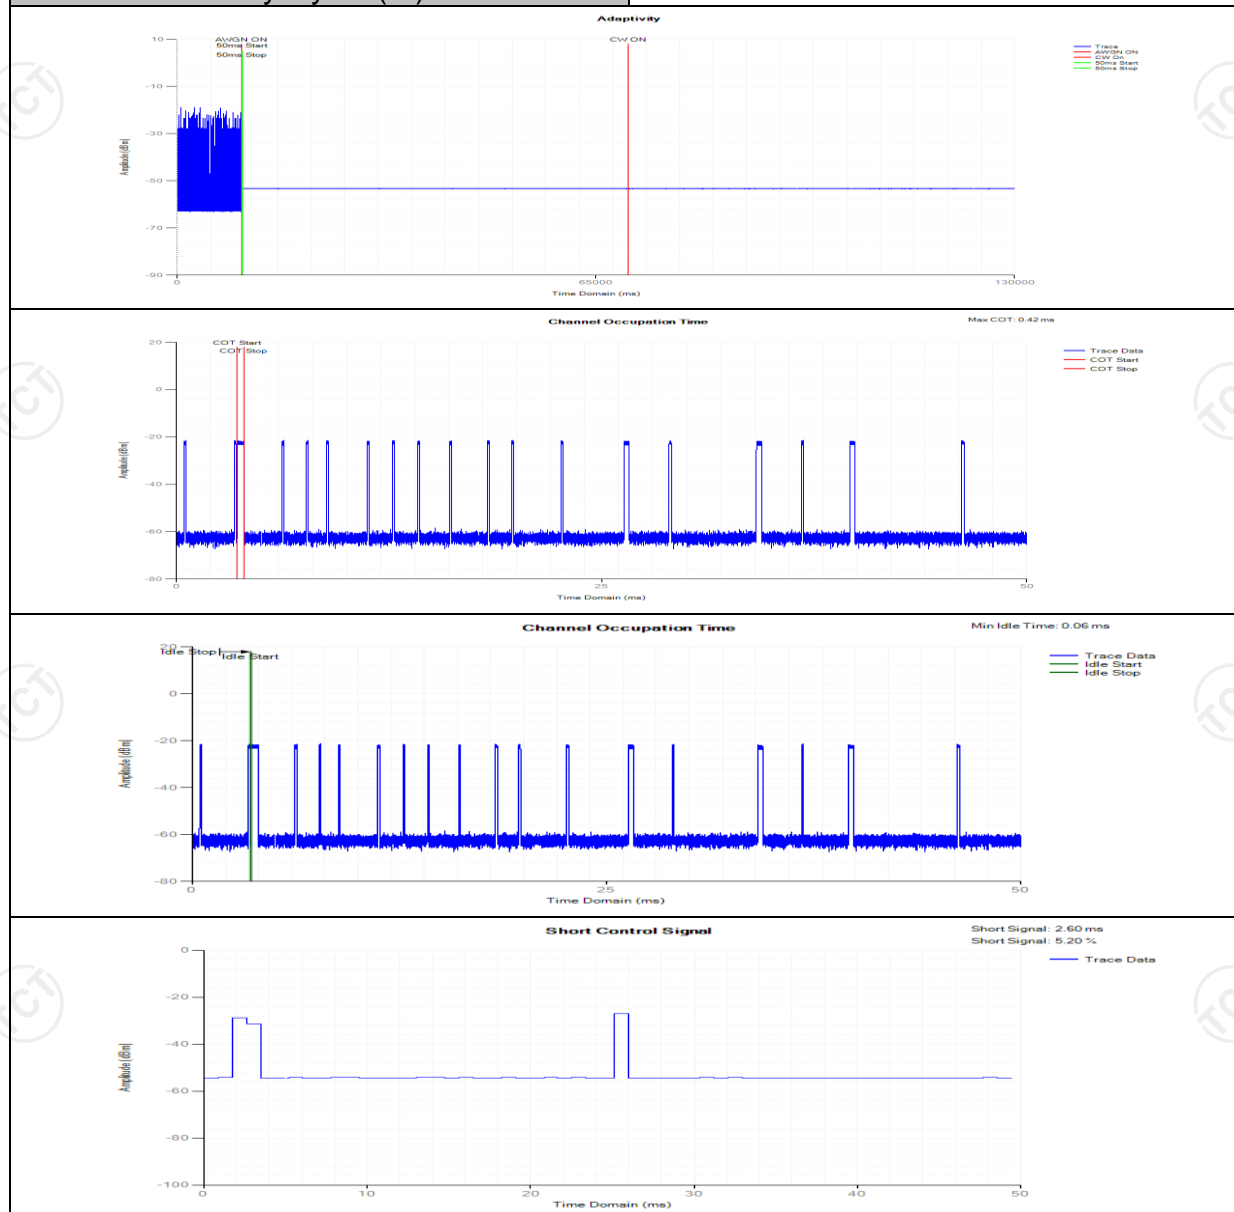 Adaptivity
AWGN ON
50ms Start
50ms Stop
CW ON
Trace
AWGN ON
CW On
50ms Start
50ms Stop
10
-10
-30
-50
-70
-90
Amplitude (dBm)
0
65000
130000
Time Domain (ms)
Channel Occupation Time
Max COT: 0.42 ms
COT Start
COT Stop
Trace Data
COT Start
COT Stop
20
0
-20
-40
-60
-80
Amplitude (dBm)
0
25
50
Time Domain (ms)
Channel Occupation Time
Min Idle Time: 0.06 ms
Idle Stop
Idle Start
Trace Data
Idle Start
Idle Stop
20
0
-20
-40
-60
-80
Amplitude (dBm)
0
25
50
Time Domain (ms)
Short Control Signal
Short Signal: 2.60 ms
Short Signal: 5.20 %
Trace Data
0
-20
-40
-60
-80
-100
Amplitude (dBm)
0
10
20
30
40
50
Time Domain (ms)